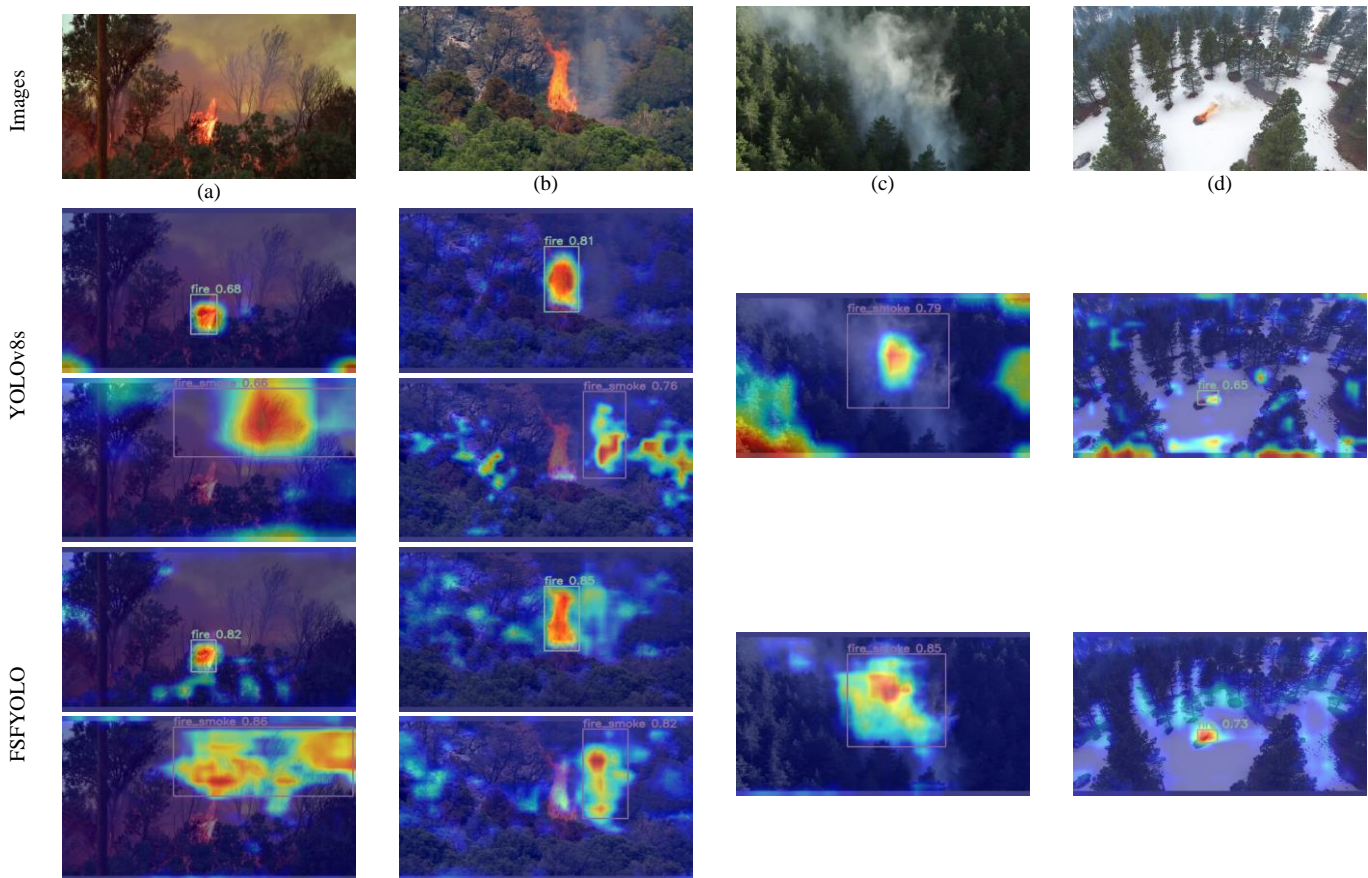 Images
(a)
(b)
(c)
(d)
YOLOv8s
fire 0.68
fire 0.81
fire_smoke 0.79
fire 0.65
fire_smoke 0.66
fire_smoke 0.76
FSFYOLO
fire 0.82
fire 0.85
fire_smoke 0.85
0.73
fire_smoke 0.86
fire_smoke 0.82